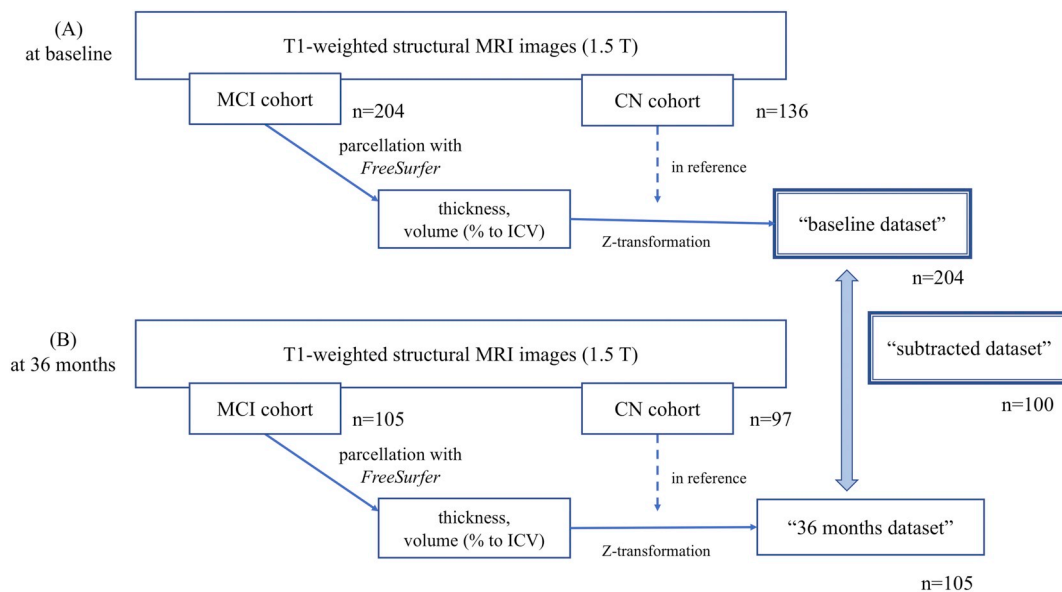 (A)
at baseline
T1-weighted structural MRI images (1.5 T)
MCI cohort
n=204
CN cohort
n=136
parcellation with
FreeSurfer
in reference
thickness,
volume (% to ICV)
Z-transformation
“baseline dataset”
n=204
(B)
at 36 months
T1-weighted structural MRI images (1.5 T)
“subtracted dataset”
n=100
MCI cohort
n=105
CN cohort
n=97
parcellation with
FreeSurfer
in reference
thickness,
volume (% to ICV)
Z-transformation
“36 months dataset”
n=105